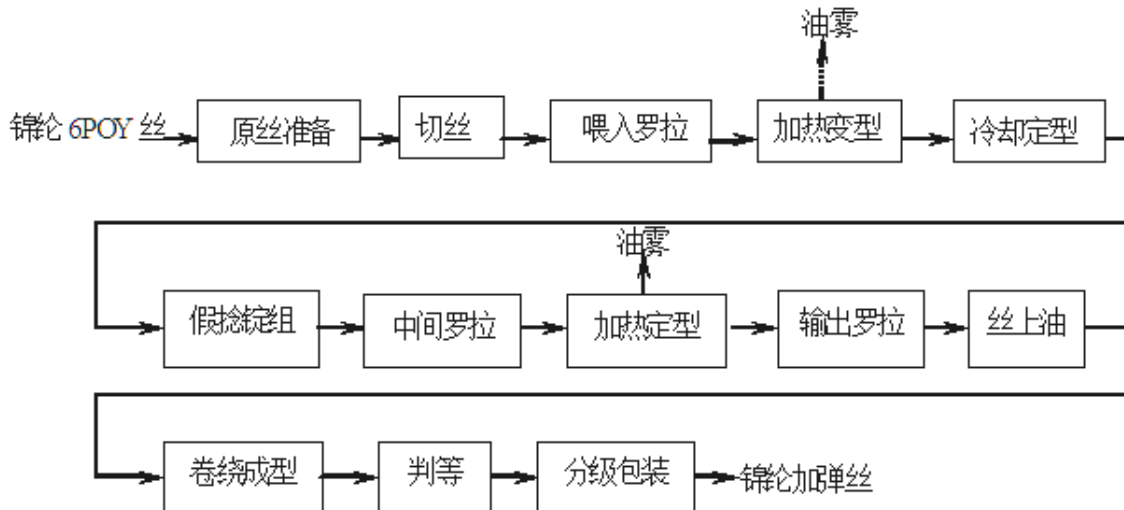 油雾
锦纶 6POY 丝 原丝准备 切丝 喂入罗拉 加热变型 冷却定型
油雾
假捻锭组 中间罗拉 加热定型 输出罗拉 丝上油
卷绕成型 判等 分级包装 锦纶加弹丝